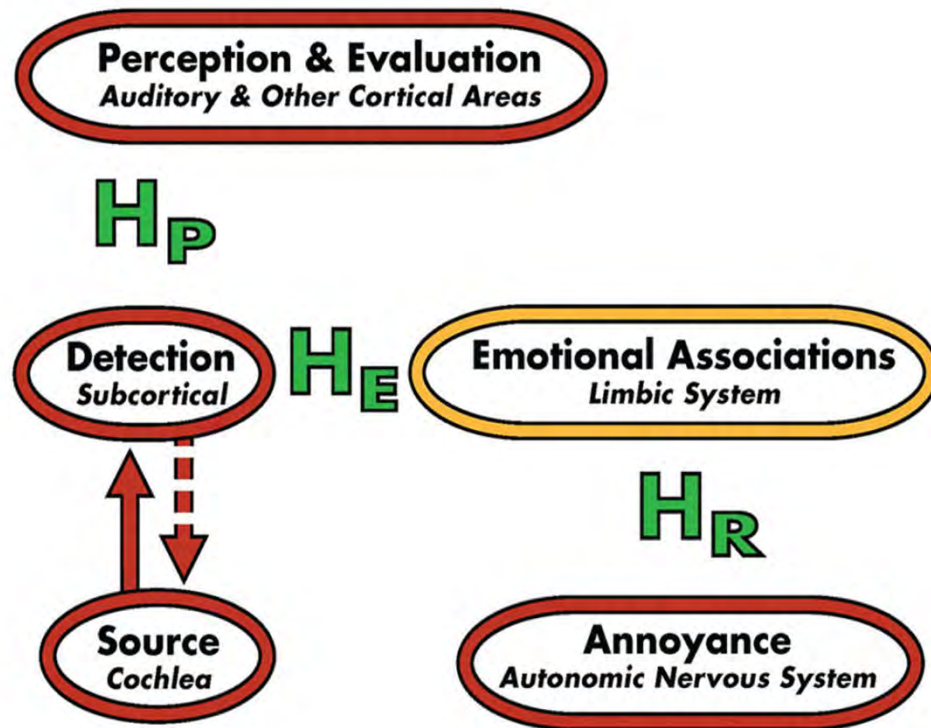 Perception & Evaluation
Auditory & Other Cortical Areas
HP
Detection
Subcortical
HE
Emotional Associations
Limbic System
HR
Source
Cochlea
Annoyance
Autonomic Nervous System